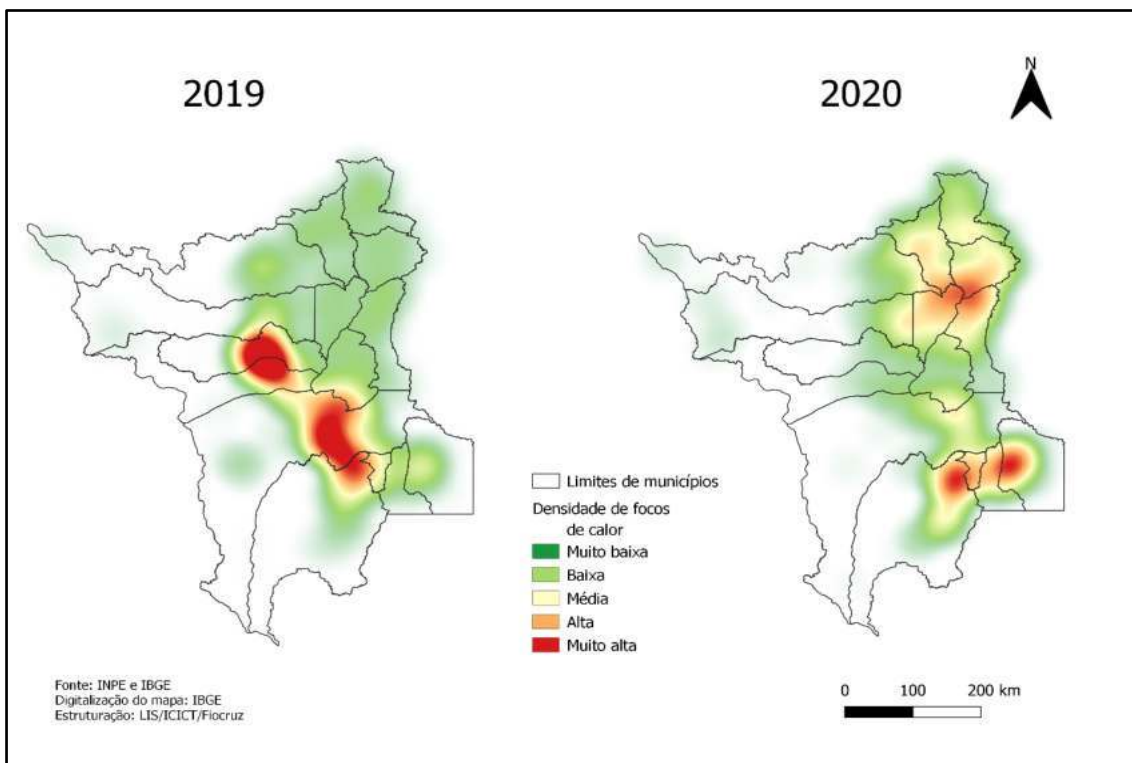 2019
2020
N
Limites de municípios
Densidade de focos
de calor
Muito baixa
Baixa
Média
Alta
Muito alta
Fonte: INPE e IBGE
Digitalização do mapa: IBGE
Estruturação: LIS/ICICT/Fiocruz
0 100 200 km